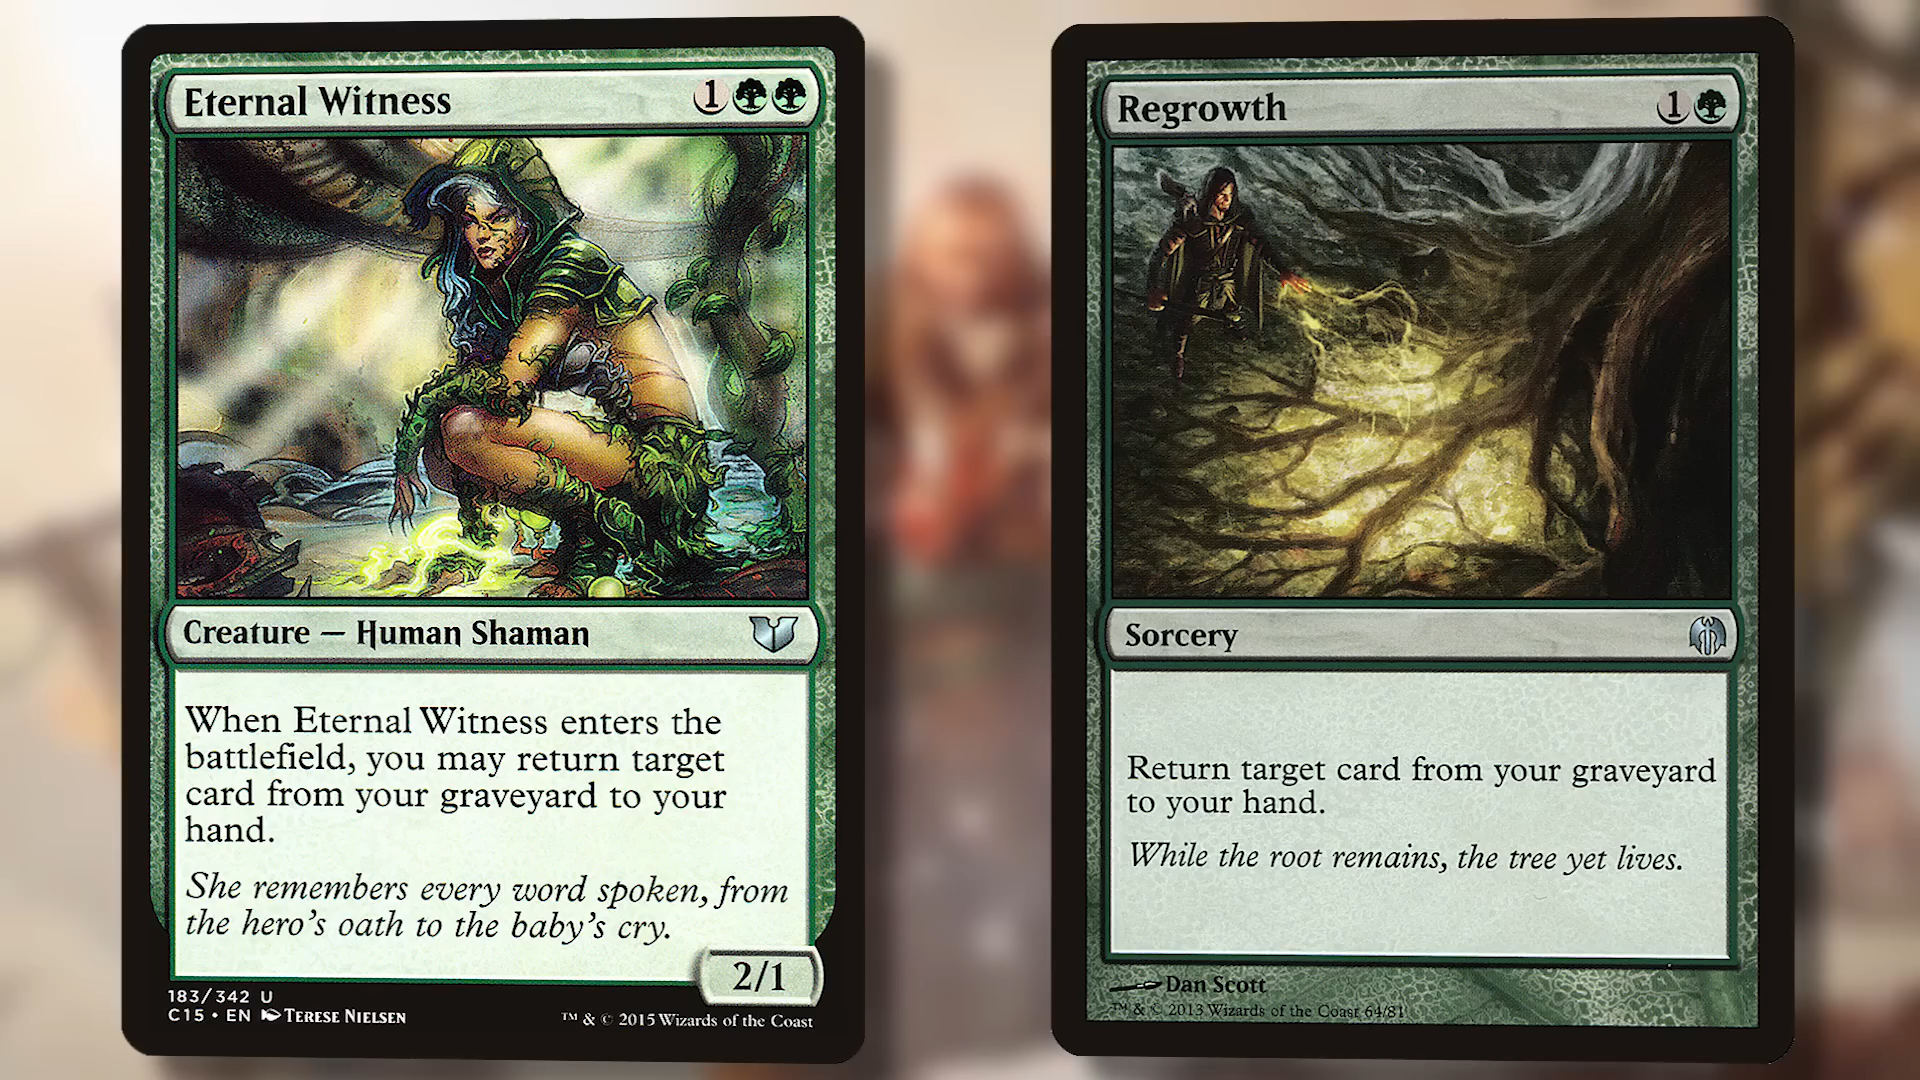 Eternal Witness 1
Creature — Human Shaman
When Eternal Witness enters the
battlefield, you may return target
card from your graveyard to your
hand.
She remembers every word spoken, from
the hero's oath to the baby's cry.
2/1
183/342 U
C15 • EN Terese Nielsen
™ & © 2015 Wizards of the Coast
Regrowth 1
Sorcery
Return target card from your graveyard
to your hand.
While the root remains, the tree yet lives.
Dan Scott
™ & © 2013 Wizards of the Coast 64/81